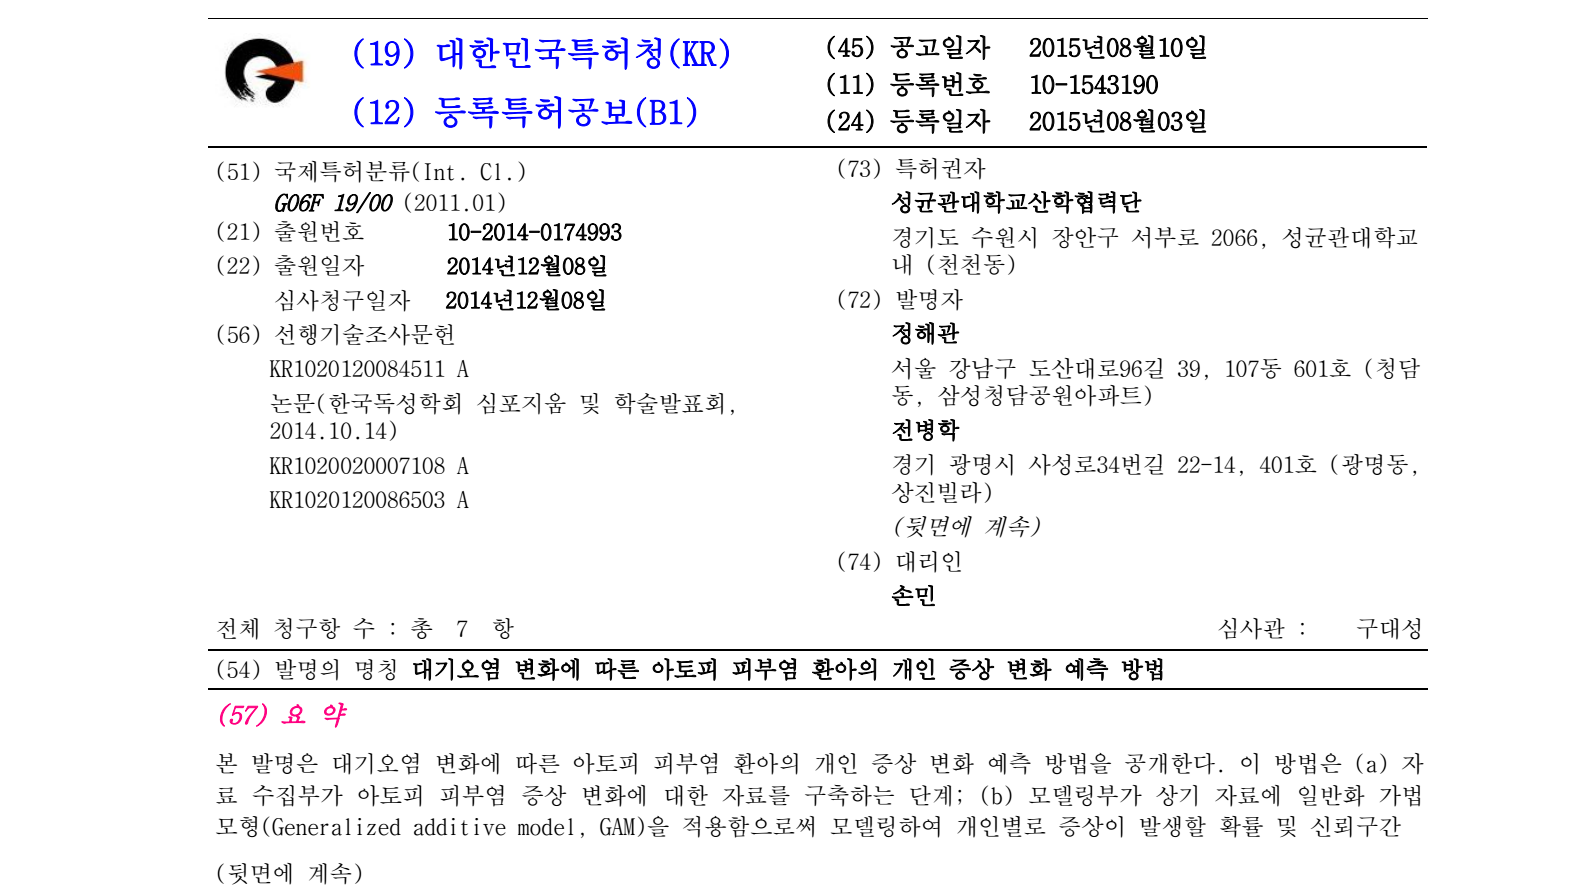 (19) 대한민국특허청(KR)
(12) 등록특허공보(B1)
(45) 공고일자 2015년08월10일
(11) 등록번호 10-1543190
(24) 등록일자 2015년08월03일
(51) 국제특허분류(Int. Cl.)
G06F 19/00 (2011.01)
(21) 출원번호 10-2014-0174993
(22) 출원일자 2014년12월08일
심사청구일자 2014년12월08일
(56) 선행기술조사문헌
KR1020120084511 A
논문(한국독성학회 심포지움 및 학술발표회,
2014.10.14)
KR1020020007108 A
KR1020120086503 A
(73) 특허권자
성균관대학교산학협력단
경기도 수원시 장안구 서부로 2066, 성균관대학교
내 (천천동)
(72) 발명자
정해관
서울 강남구 도산대로96길 39, 107동 601호 (청담
동, 삼성청담공원아파트)
전병학
경기 광명시 사성로34번길 22-14, 401호 (광명동,
상진빌라)
(뒷면에 계속)
(74) 대리인
손민
전체 청구항 수 : 총 7 항
심사관 : 구대성
(54) 발명의 명칭 대기오염 변화에 따른 아토피 피부염 환아의 개인 증상 변화 예측 방법
(57) 요 약
본 발명은 대기오염 변화에 따른 아토피 피부염 환아의 개인 증상 변화 예측 방법을 공개한다. 이 방법은 (a) 자
료 수집부가 아토피 피부염 증상 변화에 대한 자료를 구축하는 단계; (b) 모델링부가 상기 자료에 일반화 가법
모형(Generalized additive model, GAM)을 적용함으로써 모델링하여 개인별로 증상이 발생할 확률 및 신뢰구간
(뒷면에 계속)